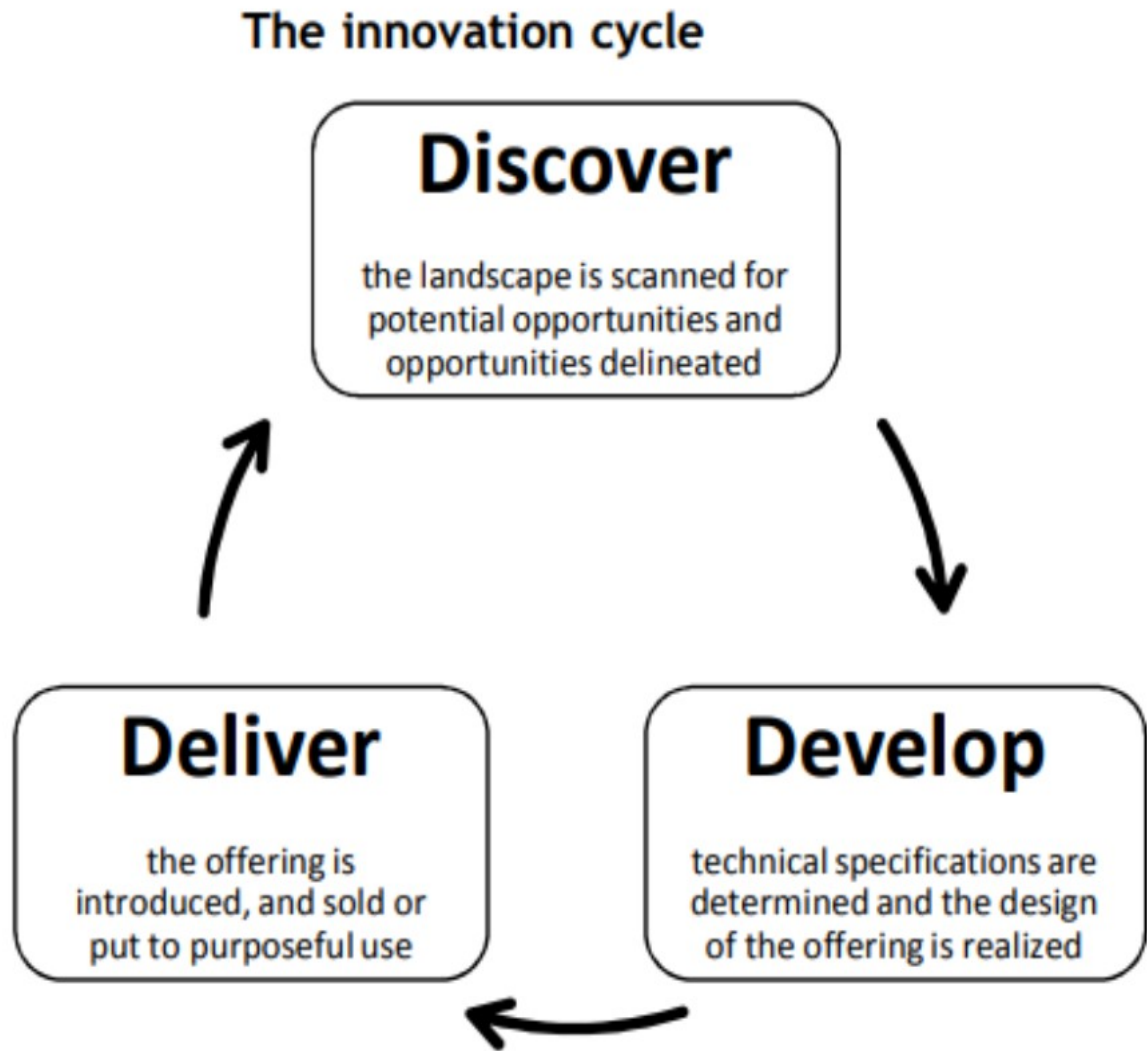 The innovation cycle
Discover
the landscape is scanned for
potential opportunities and
opportunities delineated
Deliver
the offering is
introduced, and sold or
put to purposeful use
Develop
technical specifications are
determined and the design
of the offering is realized